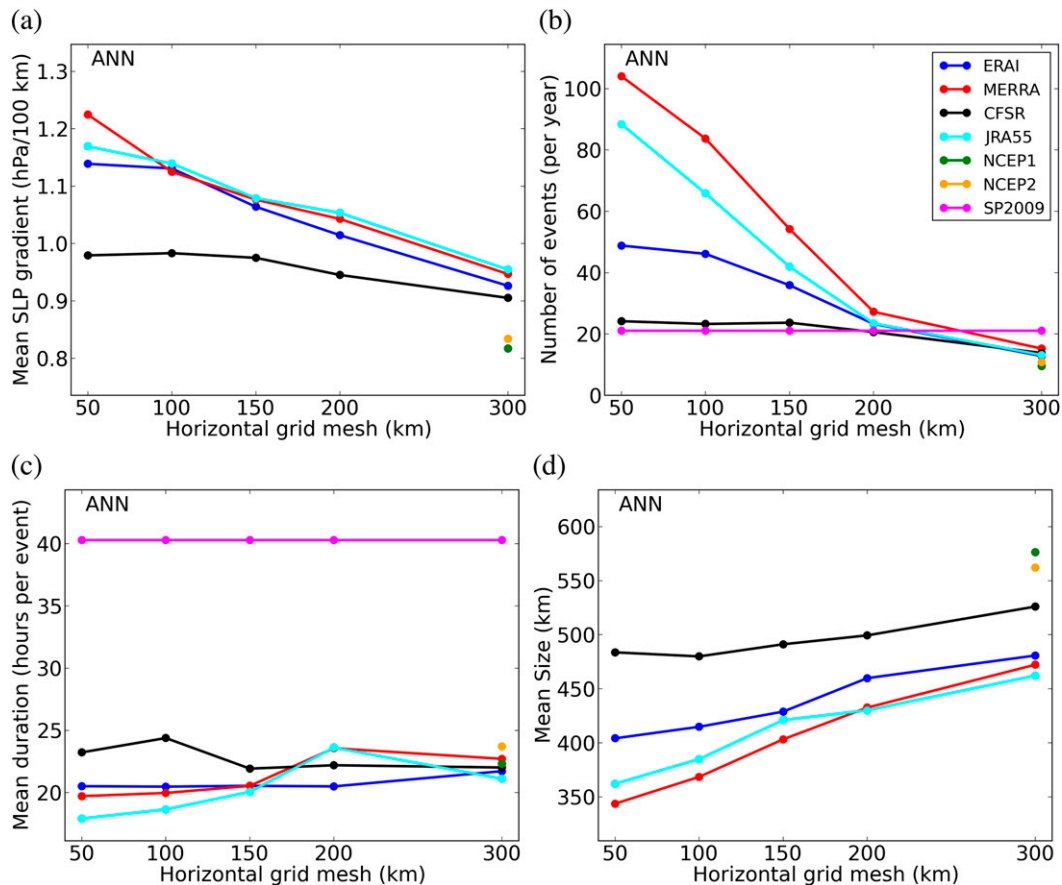 (a)
ANN
Mean SLP gradient (hPa/100 km)
1.3
1.2
1.1
1.0
0.9
0.8
50 100 150 200 300
Horizontal grid mesh (km)
(b)
ANN
Number of events (per year)
100
80
60
40
20
0
50 100 150 200 300
Horizontal grid mesh (km)
ERAI
MERRA
CFSR
JRA55
NCEP1
NCEP2
SP2009
(c)
ANN
Mean duration (hours per event)
40
35
30
25
20
50 100 150 200 300
Horizontal grid mesh (km)
(d)
ANN
Mean Size (km)
600
550
500
450
400
350
50 100 150 200 300
Horizontal grid mesh (km)